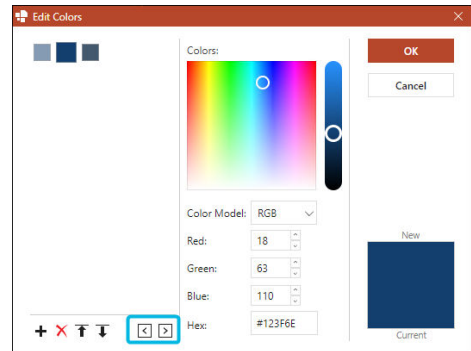 Edit Colors
Colors:
OK
Cancel
Color Model: RGB
Red: 18
Green: 63
Blue: 110
Hex: #123F6E
New
Current